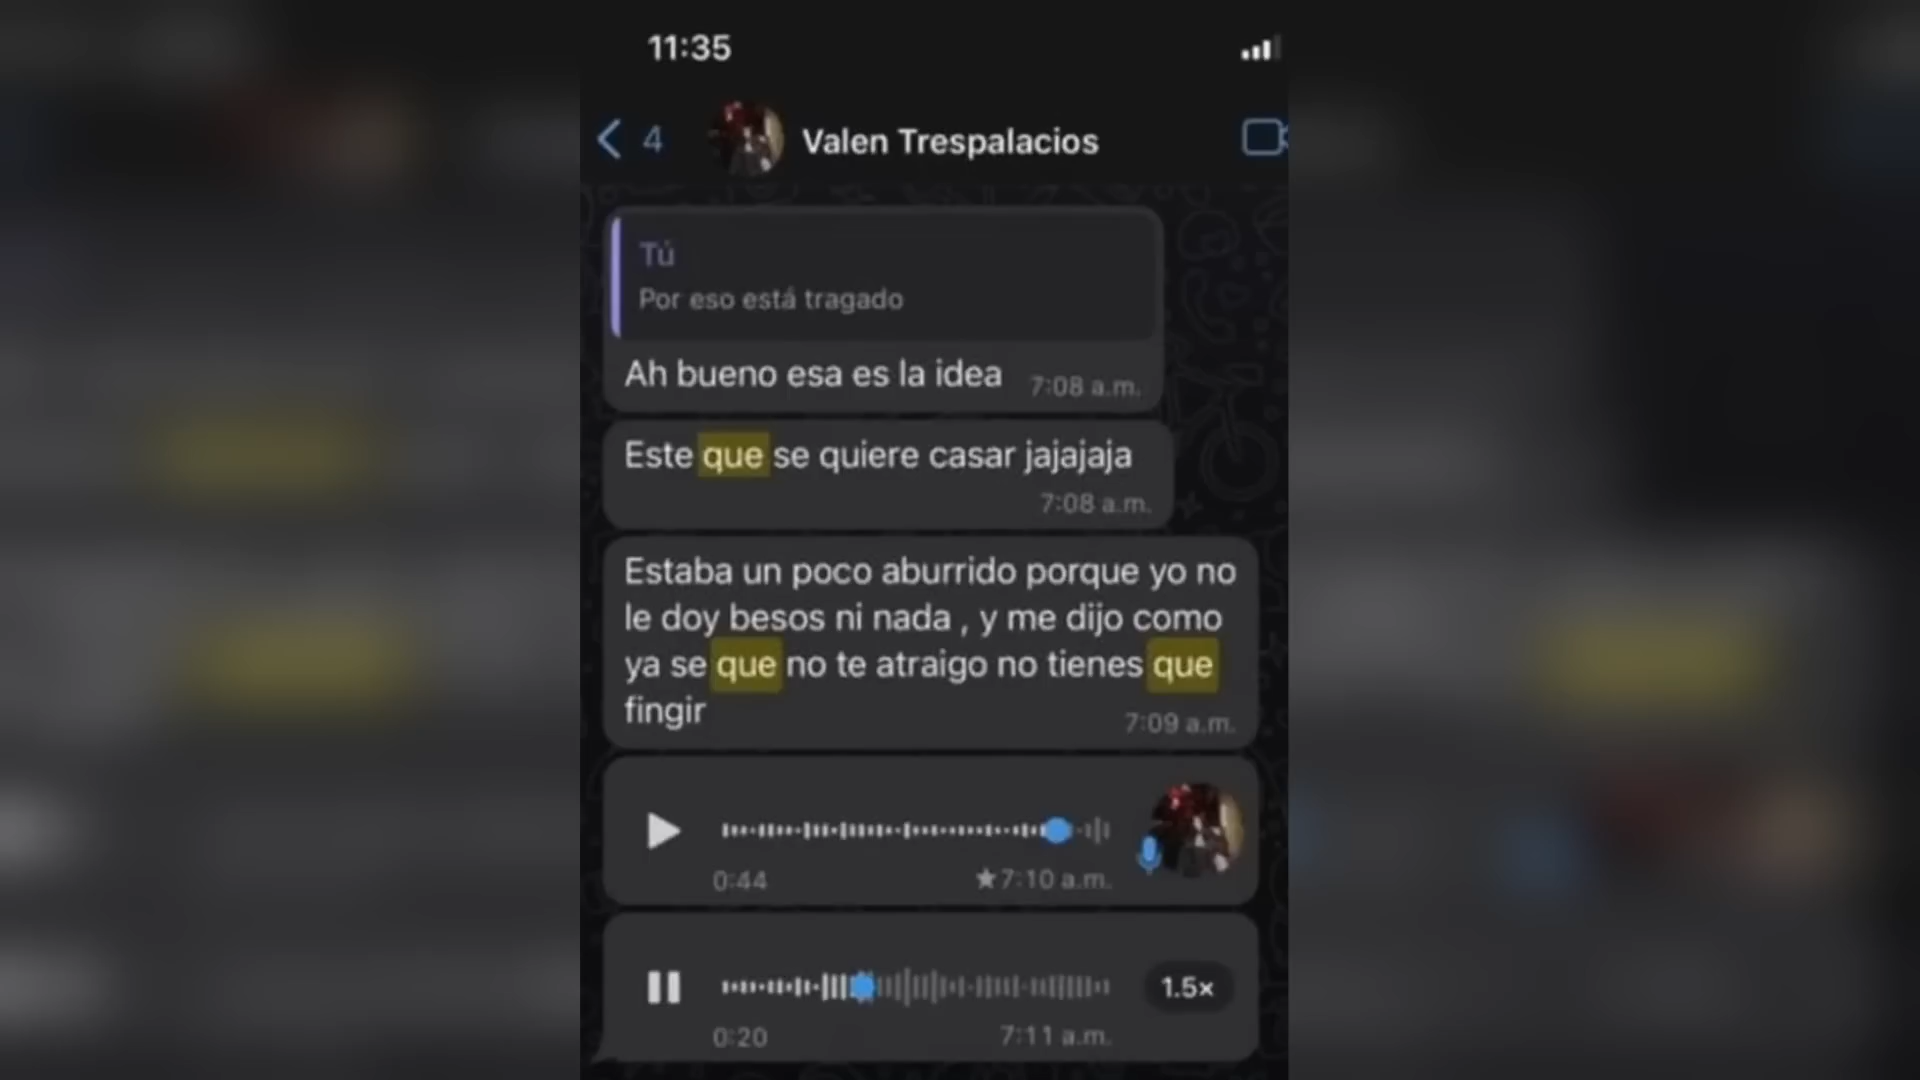 11:35
4
Valen Trespalacios
Tú
Por eso está tragado
Ah bueno esa es la idea
7:08 a.m.
Este que se quiere casar jajajaja
7:08 a.m.
Estaba un poco aburrido porque yo no
le doy besos ni nada , y me dijo como
ya se que no te atraigo no tienes que
fingir
7:09 a.m.
0:44
7:10 a.m.
1.5×
0:20
7:11 a.m.